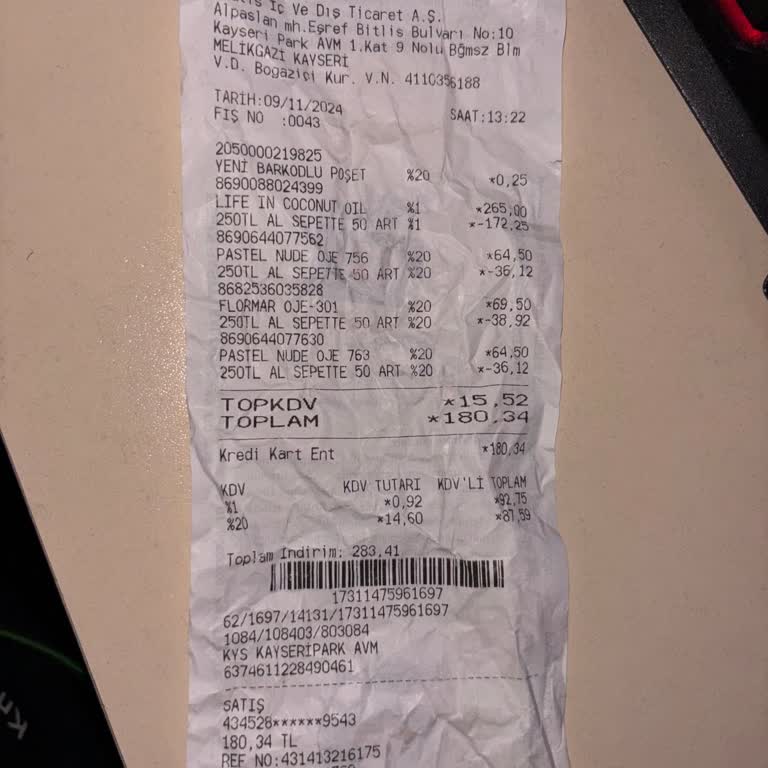 İç Ve Dış Ticaret A.Ş.
Alpaslan mh.Eşref Bitlis Bulvarı No:10
Kayseri Park AVM 1.Kat 9 Nolu Bğmsz Blm
MELİKGAZİ KAYSERİ
V.D. Bogaziçi Kur. V.N. 4110356188
TARİH:09/11/2024 SAAT:13:22
FIŞ NO :0043
2050000219825
YENİ BARKODLU POŞET %20 *0,25
8690088024399
LIFE IN COCONUT OIL %1 *265,00
250TL AL SEPETTE 50 ART %1 *-172,25
8690644077562
PASTEL NUDE OJE 756 %20 *64,50
250TL AL SEPETTE 50 ART %20 *-36,12
8682536035828
FLORMAR OJE-301 %20 *69,50
250TL AL SEPETTE 50 ART %20 *-38,92
8690644077630
PASTEL NUDE OJE 763 %20 *64,50
250TL AL SEPETTE 50 ART %20 *-36,12
TOPKDV *15,52
TOPLAM *180,34
Kredi Kart Ent *180,34
KDV KDV TUTARI KDV'Lİ TOPLAM
%1 *0,92 *92,75
%20 *14,60 *87,59
Toplam İndirim: 283,41
17311475961697
62/1697/14131/17311475961697
1084/108403/803084
KYS KAYSERİPARK AVM
6374611228490461
SATIŞ
434528******9543
180,34 TL
REF NO:431413216175